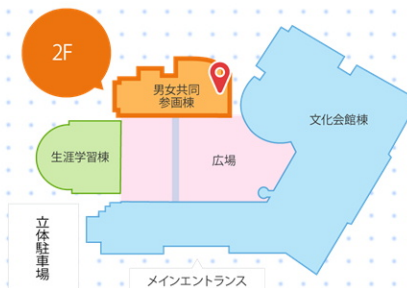 2F
男女共同
参画棟
文化会館棟
生涯学習棟
広場
立体駐車場
メインエントランス